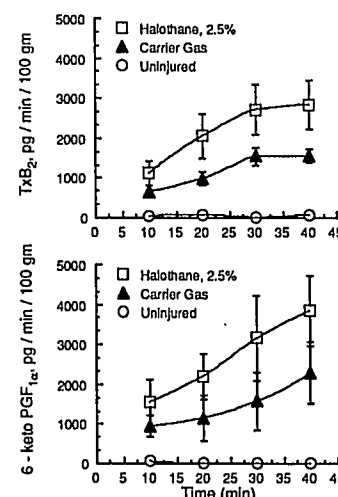 5000
4000
3000
2000
1000
0
TxB2, pg / min / 100 gm
Halothane, 2.5%
Carrier Gas
Uninjured
0 5 10 15 20 25 30 35 40 45
5000
4000
3000
2000
1000
0
6 - keto PGF1α, pg / min / 100 gm
Halothane, 2.5%
Carrier Gas
Uninjured
0 5 10 15 20 25 30 35 40 45
Time (min)